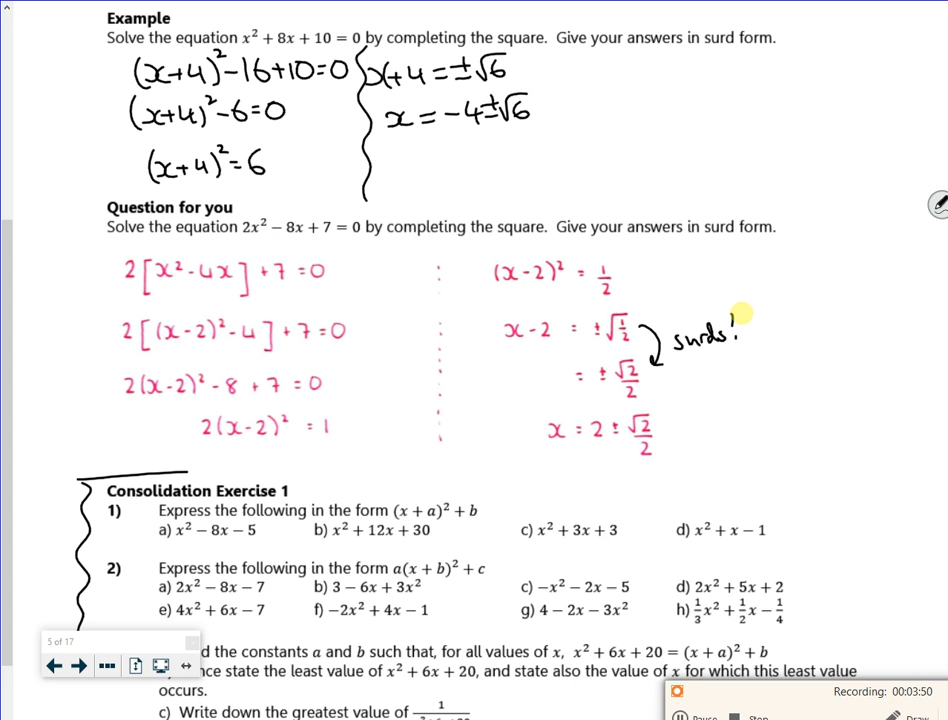 Example
Solve the equation x² + 8x + 10 = 0 by completing the square. Give your answers in surd form.
(x+4)² -16+10=0
(x+4)² -6=0
(x+4)² = 6
x+4 = ±√6
x = -4±√6
Question for you
Solve the equation 2x² − 8x + 7 = 0 by completing the square. Give your answers in surd form.
2[x² - 4x] + 7 = 0
2[(x-2)² - 4] + 7 = 0
2(x-2)² - 8 + 7 = 0
2(x-2)² = 1
(x-2)² = 1/2
x-2 = ±√1/2
= ± √2/2
x = 2 ± √2/2
surds!
Consolidation Exercise 1
1) Express the following in the form (x + a)² + b
a) x² − 8x − 5 b) x² + 12x + 30 c) x² + 3x + 3 d) x² + x − 1
2) Express the following in the form a(x + b)² + c
a) 2x² − 8x − 7 b) 3 − 6x + 3x² c) −x² − 2x − 5 d) 2x² + 5x + 2
e) 4x² + 6x − 7 f) −2x² + 4x − 1 g) 4 − 2x − 3x² h) 1/3x² + 1/2x − 1/4
5 of 17
d the constants a and b such that, for all values of x, x² + 6x + 20 = (x + a)² + b
nce state the least value of x² + 6x + 20, and state also the value of x for which this least value
occurs.
c) Write down the greatest value of 1
Recording: 00:03:50
Pause Stop Draw